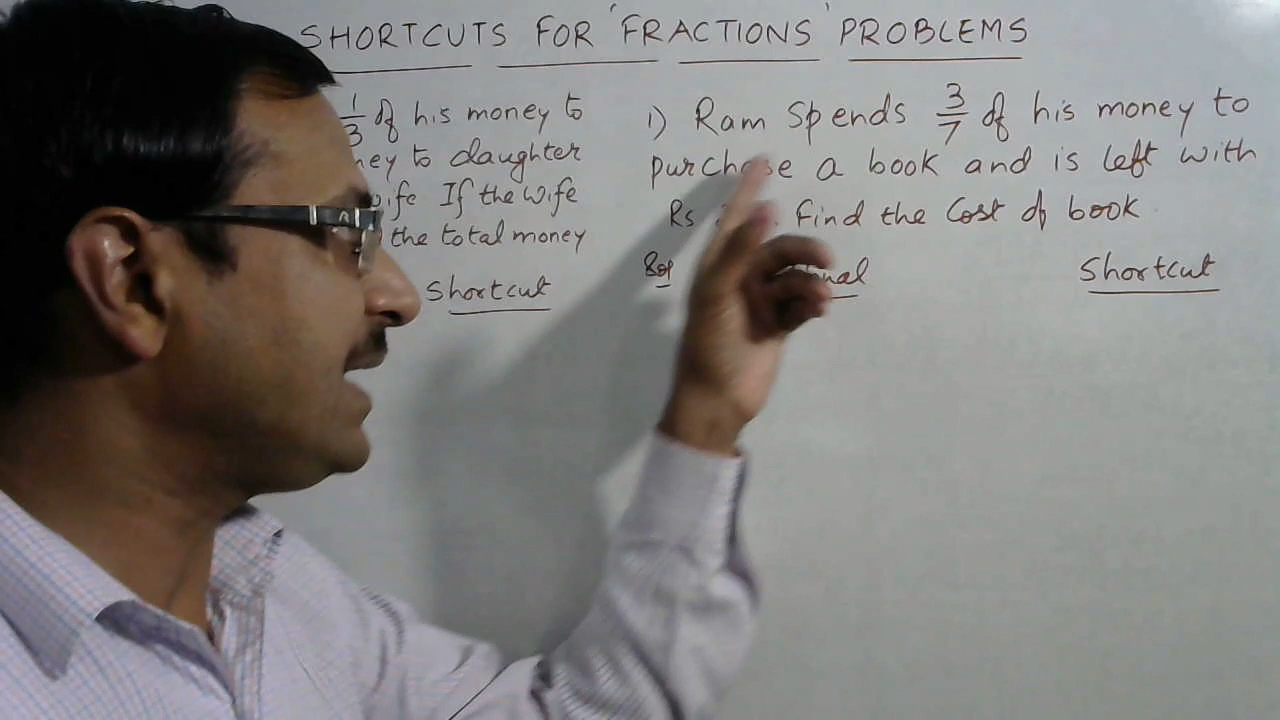 SHORTCUTS FOR 'FRACTIONS' PROBLEMS
1/3 of his money to
to daughter
If the wife
the total money
Shortcut
1) Ram Spends 3/7 of his money to
purchase a book and is left with
Rs find the Cost of book
Sol
Shortcut